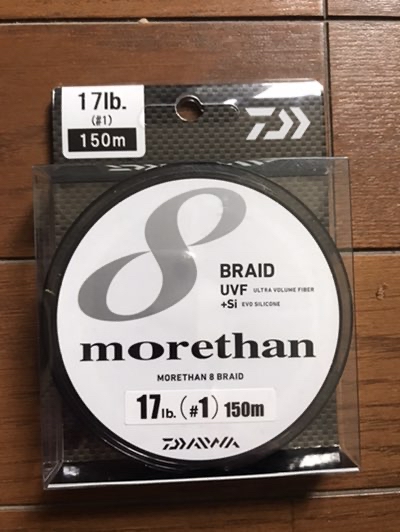 17lb.
(#1)
150m
8
BRAID
UVF ULTRA VOLUME FIBER
+Si EVO SILICONE
morethan
MORETHAN 8 BRAID
17lb.(#1) 150m
DAIWA